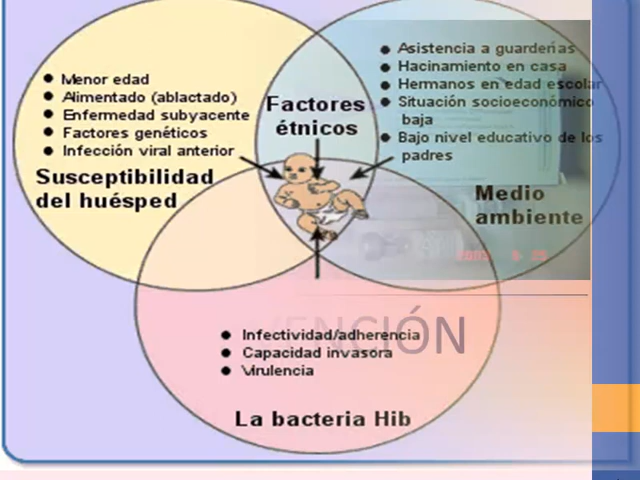 Menor edad
Alimentado (ablactado)
Enfermedad subyacente
Factores genéticos
Infección viral anterior
Susceptibilidad
del huésped
Factores
étnicos
Asistencia a guarderías
Hacinamiento en casa
Hermanos en edad escolar
Situación socioeconómico
baja
Bajo nivel educativo de los
padres
Medio
ambiente
Infectividad/adherencia
Capacidad invasora
Virulencia
La bacteria Hib